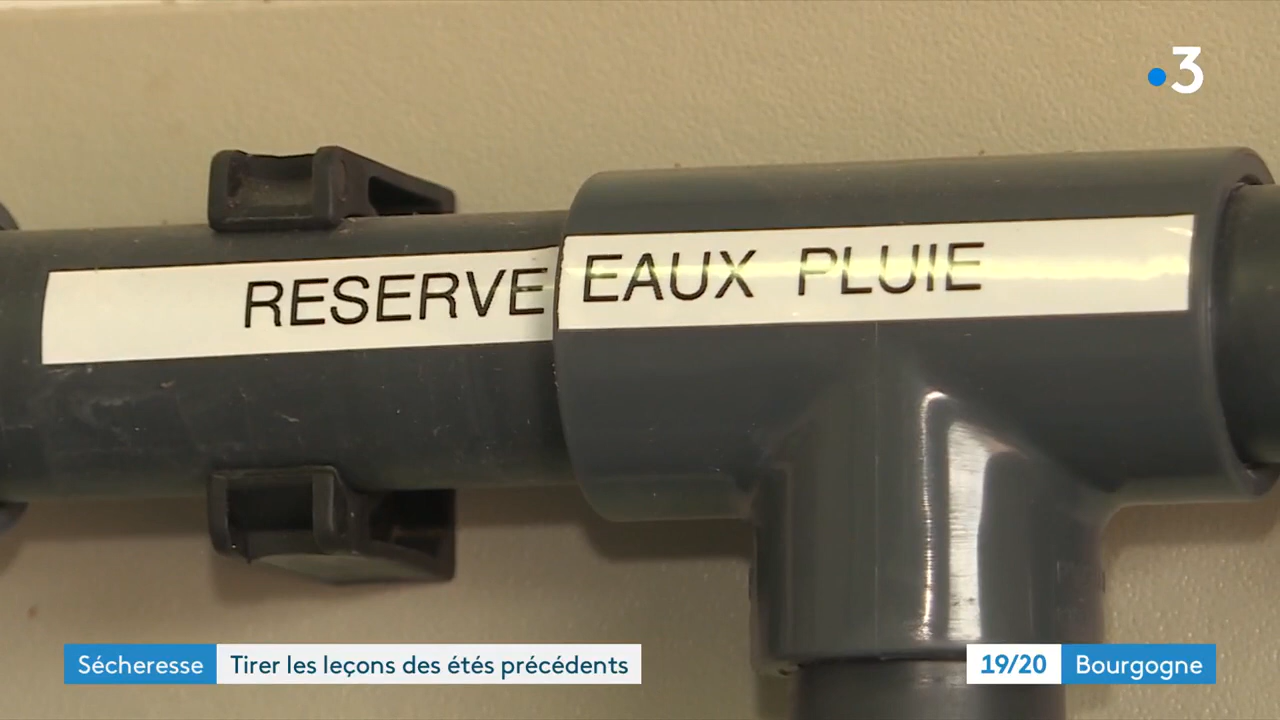 3
RESERVE EAUX PLUIE
Sécheresse Tirer les leçons des étés précédents
19/20 Bourgogne